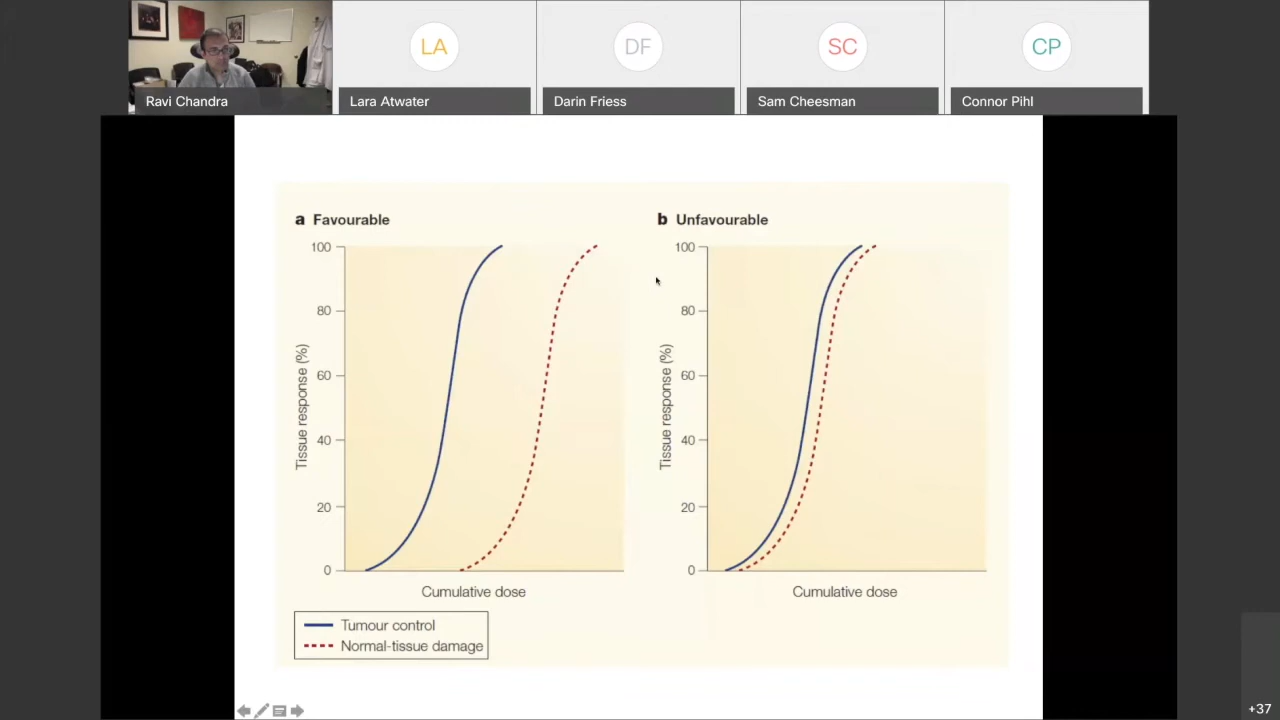 LA
DF
SC
CP
Ravi Chandra
Lara Atwater
Darin Friess
Sam Cheesman
Connor Pihl
a Favourable
b Unfavourable
100
80
60
40
20
0
Tissue response (%)
Cumulative dose
100
80
60
40
20
0
Tissue response (%)
Cumulative dose
Tumour control
Normal-tissue damage
+37